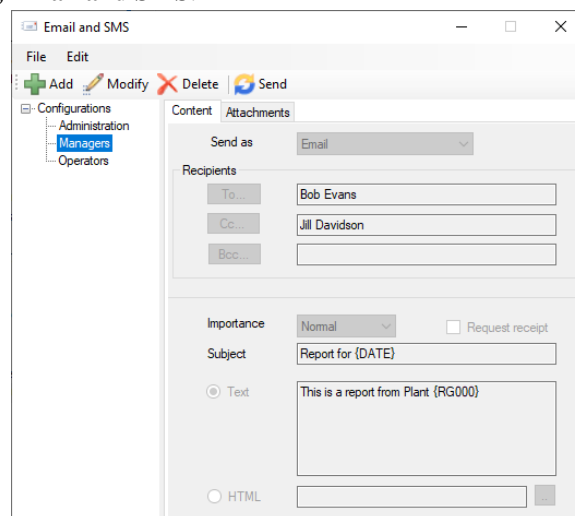 Email and SMS
File Edit
Add Modify Delete Send
Configurations
Administration
Managers
Operators
Content Attachments
Send as Email
Recipients
To... Bob Evans
Cc... Jill Davidson
Bcc...
Importance Normal Request receipt
Subject Report for {DATE}
Text This is a report from Plant {RG000}
HTML ..